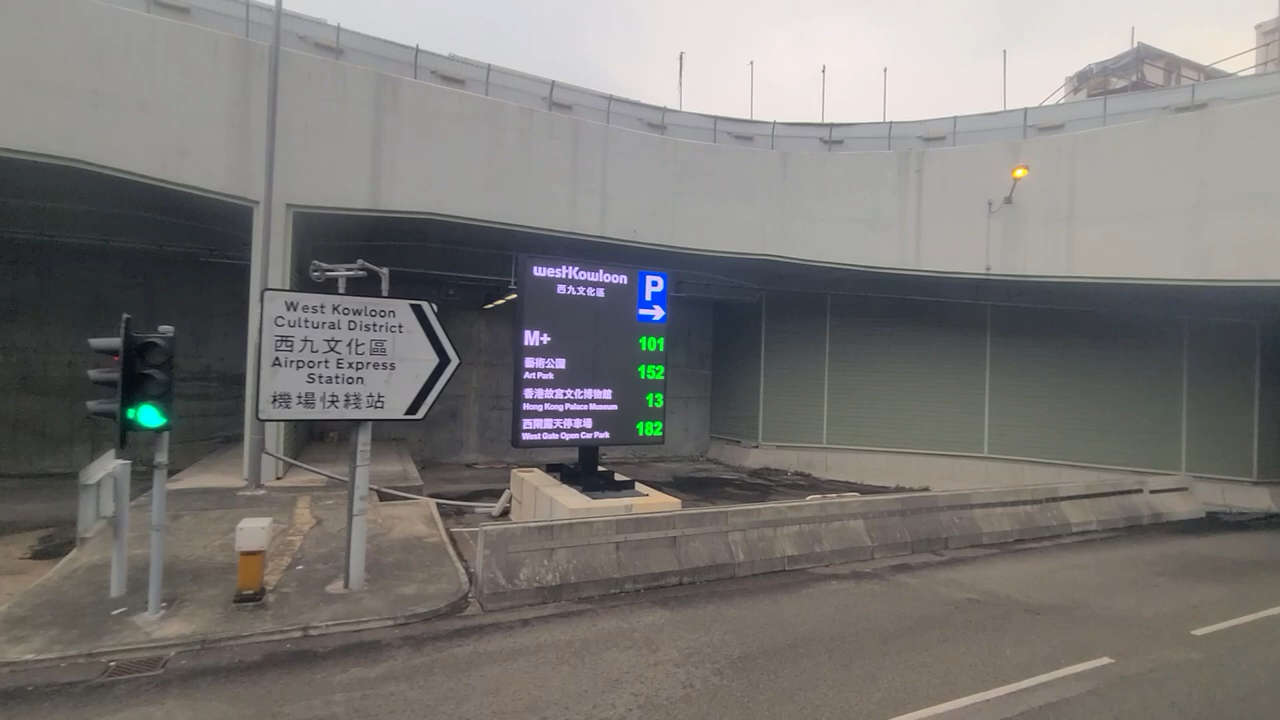 West Kowloon
Cultural District
西九文化區
Airport Express
Station
機場快綫站
westKowloon
西九文化區
P
M+ 101
藝術公園
Art Park 152
香港故宮文化博物館
Hong Kong Palace Museum 13
西閘露天停車場
West Gate Open Car Park 182